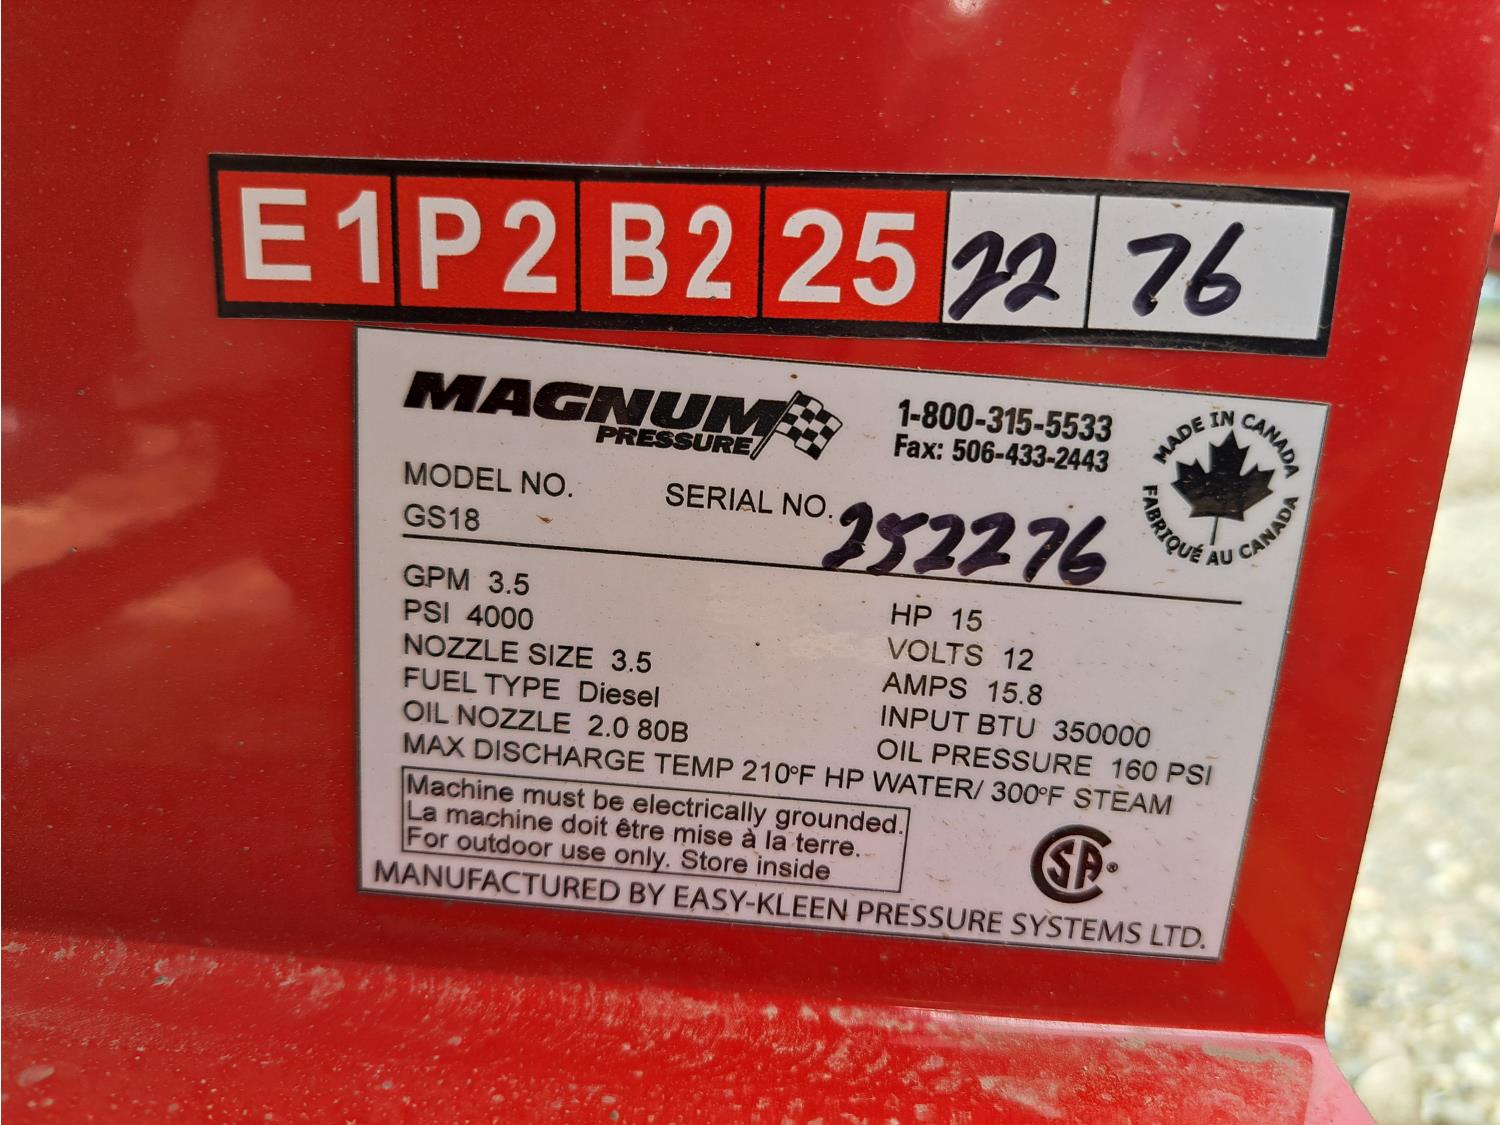 E1 P2 B2 25 22 76
MAGNUM
PRESSURE
1-800-315-5533
Fax: 506-433-2443
MADE IN CANADA
FABRIQUÉ AU CANADA
MODEL NO. SERIAL NO. 252276
GS18
GPM 3.5
PSI 4000
NOZZLE SIZE 3.5
FUEL TYPE Diesel
OIL NOZZLE 2.0 80B
HP 15
VOLTS 12
AMPS 15.8
INPUT BTU 350000
OIL PRESSURE 160 PSI
MAX DISCHARGE TEMP 210ºF HP WATER/ 300ºF STEAM
Machine must be electrically grounded.
La machine doit être mise à la terre.
For outdoor use only. Store inside
CSA®
MANUFACTURED BY EASY-KLEEN PRESSURE SYSTEMS LTD.